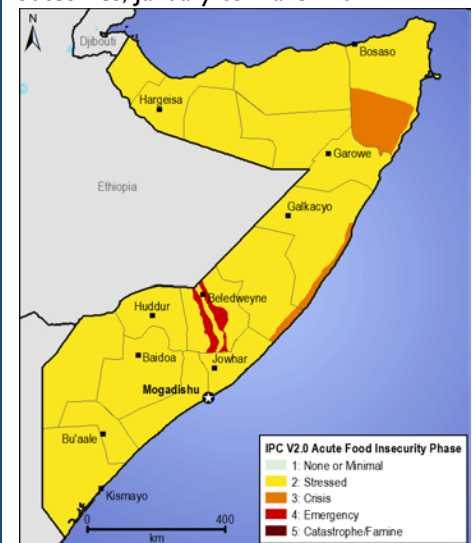 N
Djibouti
Bosaso
Hargeisa
Garowe
Ethiopia
Galkacyo
Beledweyne
Huddur
Baidoa
Jowhar
Mogadishu
Bu'aale
Kismayo
0
400
km
IPC V2.0 Acute Food Insecurity Phase
1: None or Minimal
2: Stressed
3: Crisis
4: Emergency
5: Catastrophe/Famine